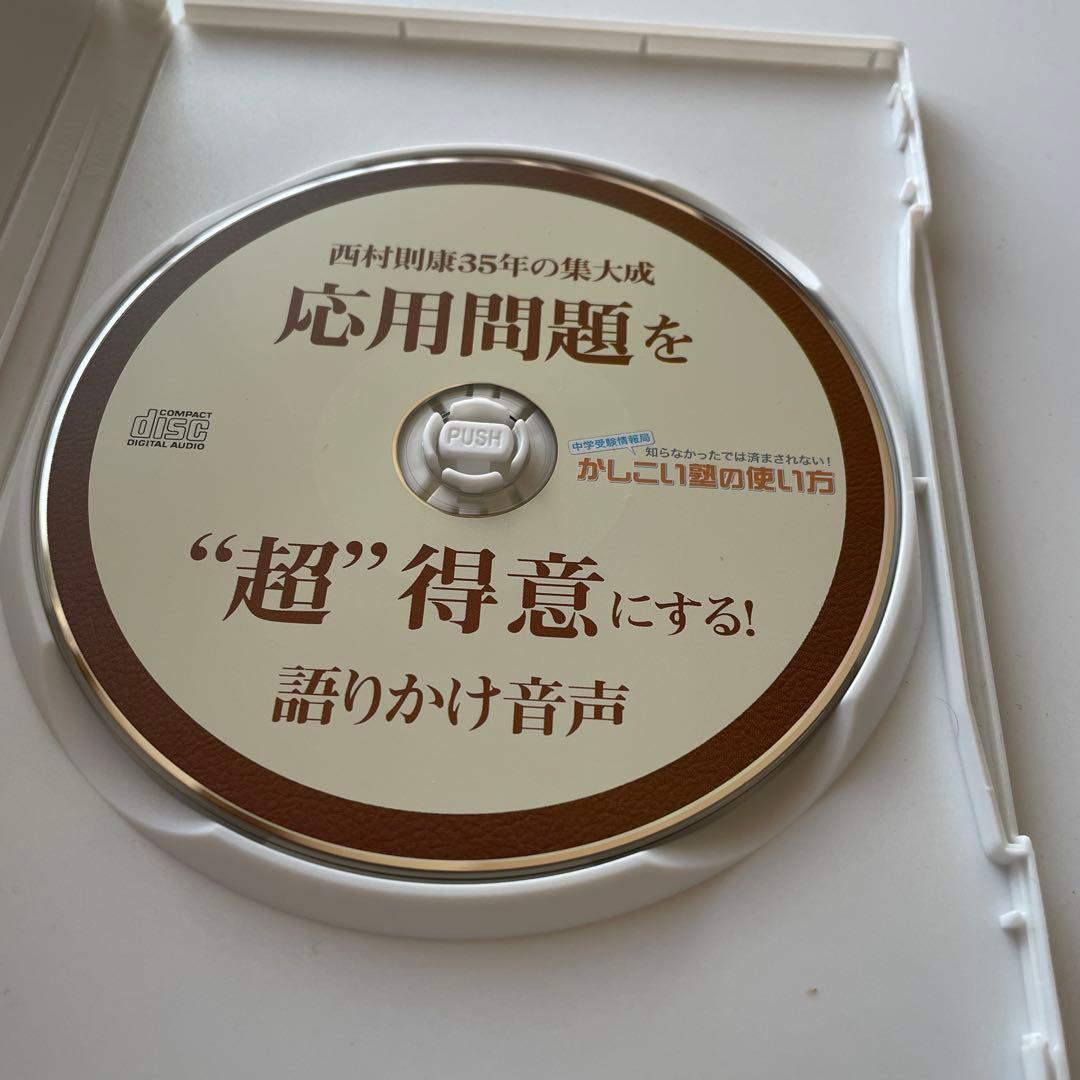 西村則康35年の集大成
応用問題を
COMPACT
disc
DIGITAL AUDIO
PUSH
中学受験情報局
知らなかったでは済まされない!
かしこい塾の使い方
“超”得意にする!
語りかけ音声